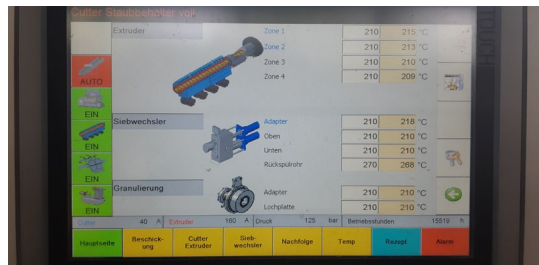 Cutter Staubbehälter voll
TOUCH
Extruder
Zone 1 210 215 °C
Zone 2 210 213 °C
Zone 3 210 210 °C
Zone 4 210 209 °C
AUTO
EIN
Siebwechsler
Adapter 210 218 °C
Oben 210 210 °C
EIN
Unten 210 210 °C
Rückspulrohr 270 268 °C
EIN
Granulierung
Adapter 210 210 °C
EIN
Lochplatte 210 210 °C
Cutter 40 A Extruder 160 A Druck 125 bar Betriebsstunden 15519 h
Hauptseite Beschick- Cutter Sieb- Nachfolge Temp Rezept Alarm
ung Extruder wechsler